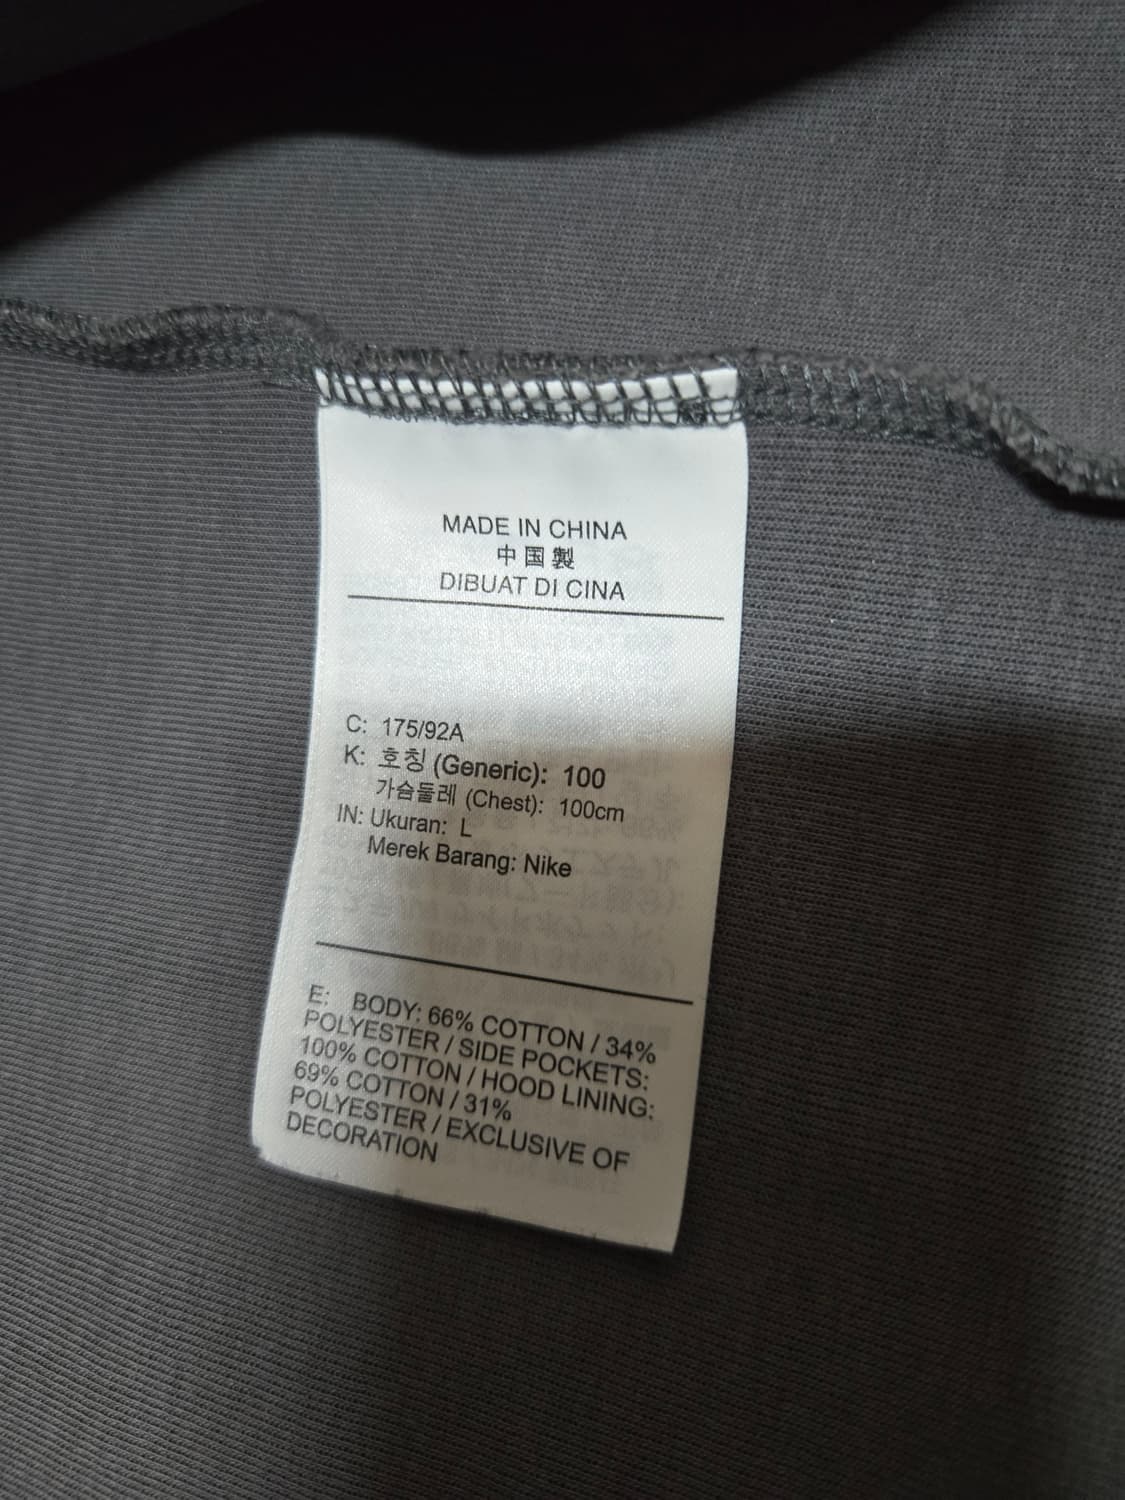 MADE IN CHINA
中国製
DIBUAT DI CINA
C: 175/92A
K: 호칭 (Generic): 100
가슴둘레 (Chest): 100cm
IN: Ukuran: L
Merek Barang: Nike
E: BODY: 66% COTTON / 34%
POLYESTER / SIDE POCKETS:
100% COTTON / HOOD LINING:
69% COTTON / 31%
POLYESTER / EXCLUSIVE OF
DECORATION